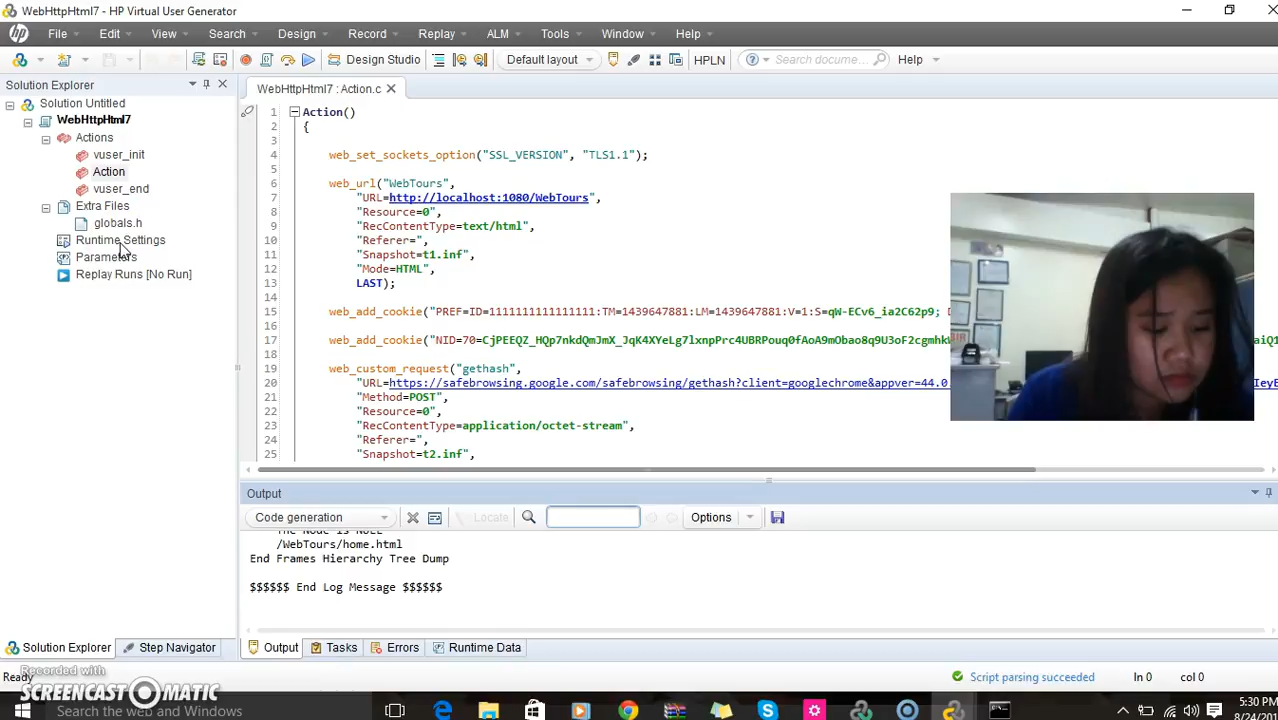 WebHttpHtml7 - HP Virtual User Generator
File Edit View Search Design Record Replay ALM Tools Window Help
Design Studio Default layout HPLN Search docume... Help
Solution Explorer
Solution Untitled
WebHttpHtml7
Actions
vuser_init
Action
vuser_end
Extra Files
globals.h
Runtime Settings
Parameters
Replay Runs [No Run]
WebHttpHtml7 : Action.c
1 Action()
2 {
3
4 web_set_sockets_option("SSL_VERSION", "TLS1.1");
5
6 web_url("WebTours",
7 "URL=http://localhost:1080/WebTours",
8 "Resource=0",
9 "RecContentType=text/html",
10 "Referer=",
11 "Snapshot=t1.inf",
12 "Mode=HTML",
13 LAST);
14
15 web_add_cookie("PREF=ID=1111111111111111:TM=1439647881:LM=1439647881:V=1:S=qW-ECv6_ia2C62p9; D
16
17
18
19 web_custom_request("gethash",
20 "URL=https://safebrowsing.google.com/safebrowsing/gethash?client=googlechrome&appver=44.0
21 "Method=POST",
22 "Resource=0",
23 "RecContentType=application/octet-stream",
24 "Referer=",
25 "Snapshot=t2.inf",
Output
Code generation Locate Options
The Node is NULL
/WebTours/home.html
End Frames Hierarchy Tree Dump
$$$$$$ End Log Message $$$$$$
Solution Explorer Step Navigator Output Tasks Errors Runtime Data
Ready Script parsing succeeded ln 0 col 0
Recorded with
SCREENCAST-O-MATIC
Search the web and Windows
5:30 PM